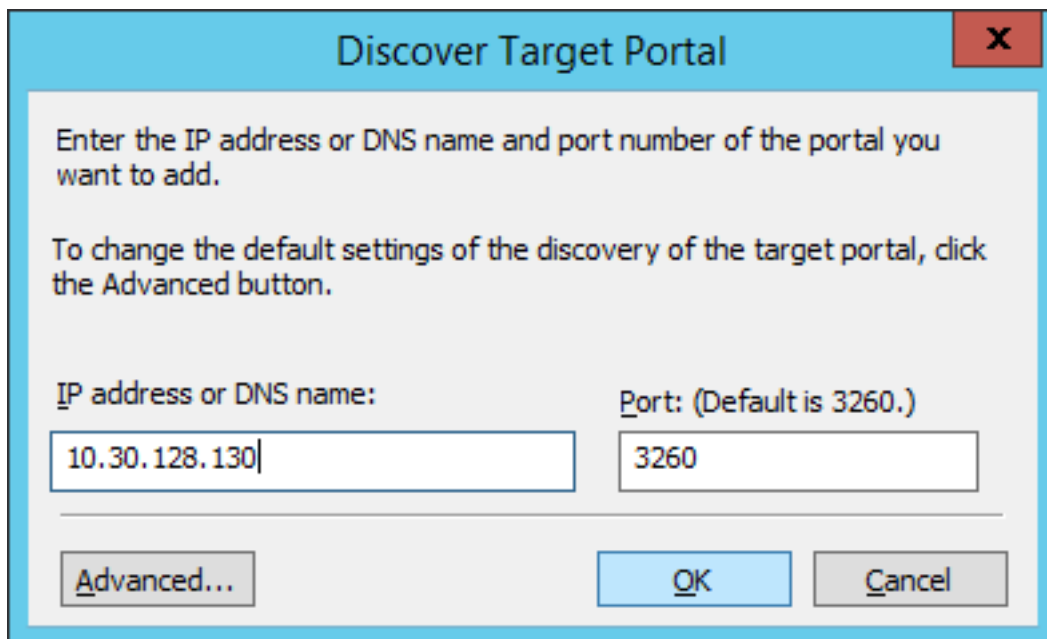 Discover Target Portal
x
Enter the IP address or DNS name and port number of the portal you
want to add.
To change the default settings of the discovery of the target portal, click
the Advanced button.
IP address or DNS name:
Port: (Default is 3260.)
10.30.128.130
3260
Advanced...
OK
Cancel